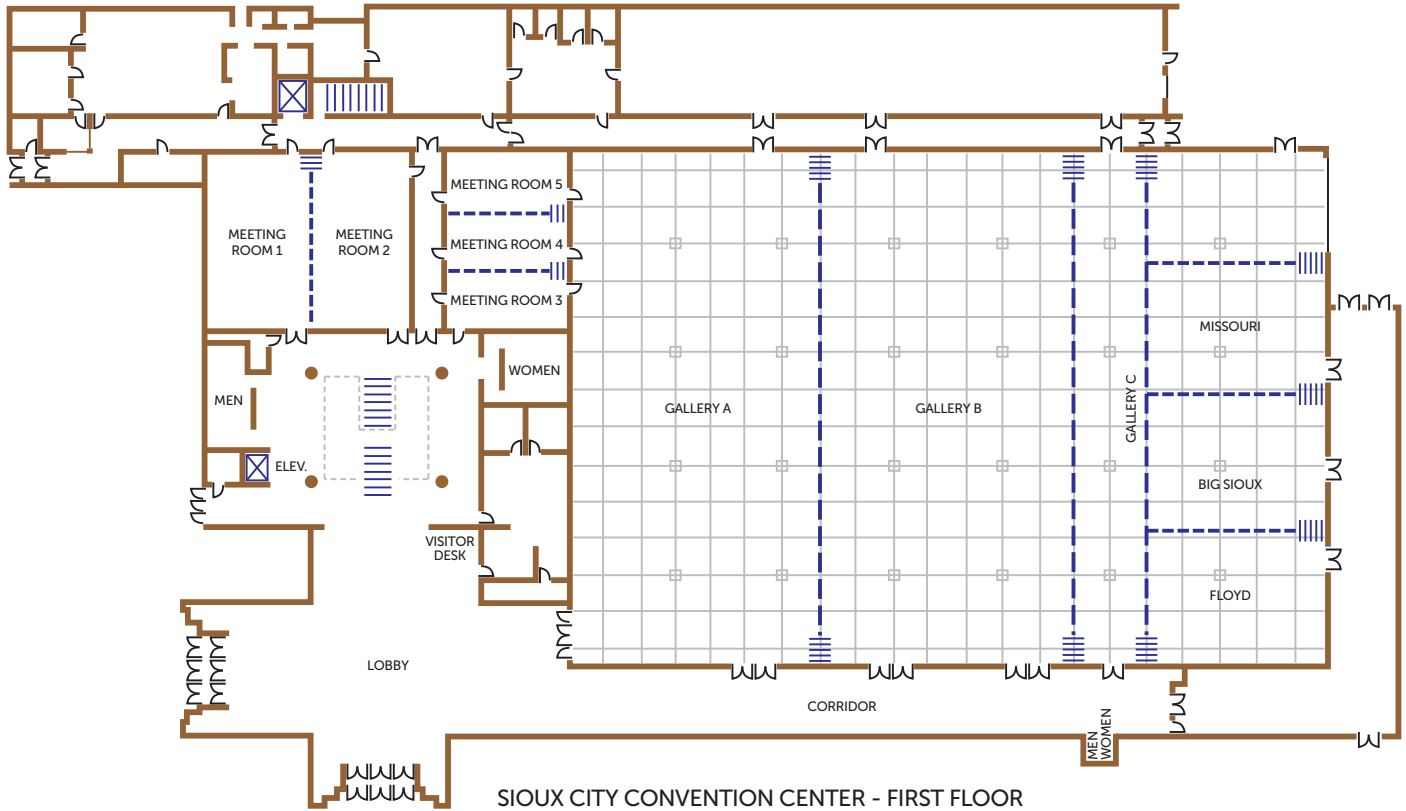 MEETING ROOM 5
MEETING
ROOM 1
MEETING
ROOM 2
MEETING ROOM 4
MEETING ROOM 3
MISSOURI
WOMEN
MEN
GALLERY A
GALLERY B
GALLERY C
ELEV.
BIG SIOUX
VISITOR
DESK
FLOYD
LOBBY
CORRIDOR
MEN
WOMEN
SIOUX CITY CONVENTION CENTER - FIRST FLOOR